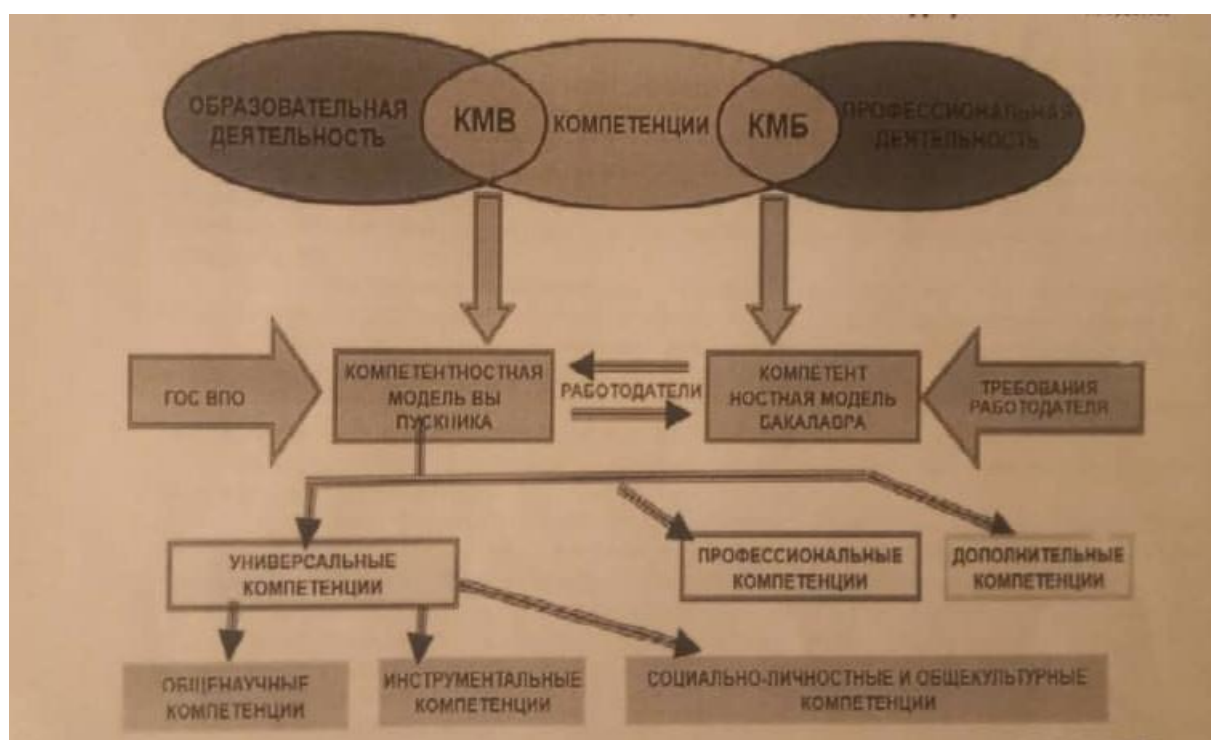 ОБРАЗОВАТЕЛЬНАЯ
ДЕЯТЕЛЬНОСТЬ
КМВ
КОМПЕТЕНЦИИ
КМБ
ПРОФЕССИОНАЛЬНАЯ
ДЕЯТЕЛЬНОСТЬ
ГОС ВПО
КОМПЕТЕНТНОСТНАЯ
МОДЕЛЬ ВЫ
ПУСКНИКА
РАБОТОДАТЕЛИ
КОМПЕТЕНТ
НОСТНАЯ МОДЕЛЬ
БАКАЛАВРА
ТРЕБОВАНИЯ
РАБОТОДАТЕЛЯ
УНИВЕРСАЛЬНЫЕ
КОМПЕТЕНЦИИ
ПРОФЕССИОНАЛЬНЫЕ
КОМПЕТЕНЦИИ
ДОПОЛНИТЕЛЬНЫЕ
КОМПЕТЕНЦИИ
ОБЩЕНАУЧНЫЕ
КОМПЕТЕНЦИИ
ИНСТРУМЕНТАЛЬНЫЕ
КОМПЕТЕНЦИИ
СОЦИАЛЬНО-ЛИЧНОСТНЫЕ И ОБЩЕКУЛЬТУРНЫЕ
КОМПЕТЕНЦИИ